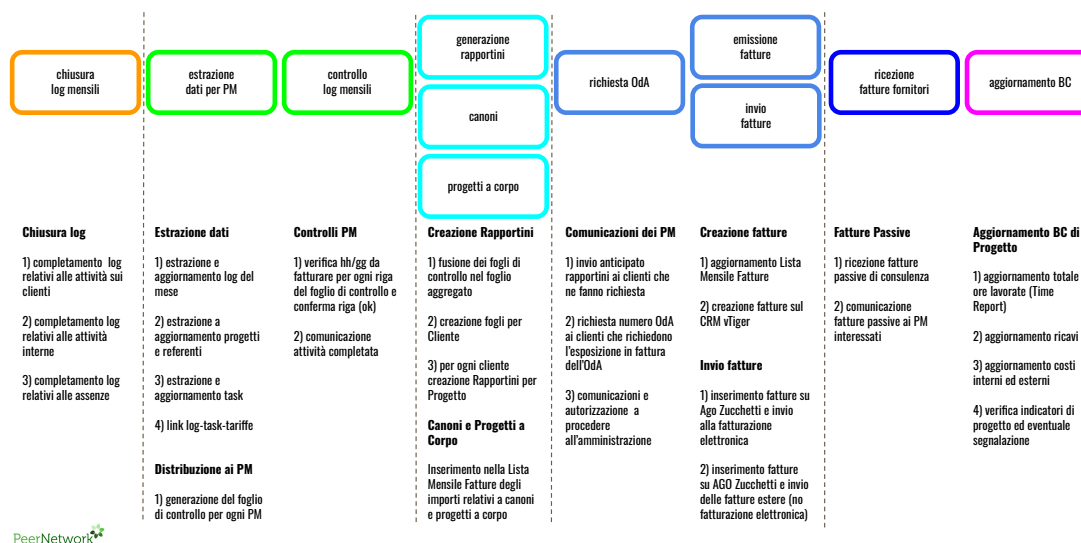 chiusura
log mensili
estrazione
dati per PM
controllo
log mensili
generazione
rapportini
canoni
progetti a corpo
richiesta OdA
emissione
fatture
invio
fatture
ricezione
fatture fornitori
aggiornamento BC
Chiusura log
1) completamento log
relativi alle attività sui
clienti
2) completamento log
relativi alle attività
interne
3) completamento log
relativi alle assenze
Estrazione dati
1) estrazione e
aggiornamento log del
mese
2) estrazione a
aggiornamento progetti
e referenti
3) estrazione e
aggiornamento task
4) link log-task-tariffe
Distribuzione ai PM
1) generazione del foglio
di controllo per ogni PM
Controlli PM
1) verifica hh/gg da
fatturare per ogni riga
del foglio di controllo e
conferma riga (ok)
2) comunicazione
attività completata
Creazione Rapportini
1) fusione dei fogli di
controllo nel foglio
aggregato
2) creazione fogli per
Cliente
3) per ogni cliente
creazione Rapportini per
Progetto
Canoni e Progetti a
Corpo
Inserimento nella Lista
Mensile Fatture degli
importi relativi a canoni
e progetti a corpo
Comunicazioni dei PM
1) invio anticipato
rapportini ai clienti che
ne fanno richiesta
2) richiesta numero OdA
ai clienti che richiedono
l'esposizione in fattura
dell'OdA
3) comunicazioni e
autorizzazione a
procedere
all'amministrazione
Creazione fatture
1) aggiornamento Lista
Mensile Fatture
2) creazione fatture sul
CRM vTiger
Invio fatture
1) inserimento fatture su
Ago Zucchetti e invio
alla fatturazione
elettronica
2) inserimento fatture
su AGO Zucchetti e invio
delle fatture estere (no
fatturazione elettronica)
Fatture Passive
1) ricezione fatture
passive di consulenza
2) comunicazione
fatture passive ai PM
interessati
Aggiornamento BC di
Progetto
1) aggiornamento totale
ore lavorate (Time
Report)
2) aggiornamento ricavi
3) aggiornamento costi
interni ed esterni
4) verifica indicatori di
progetto ed eventuale
segnalazione
PeerNetwork